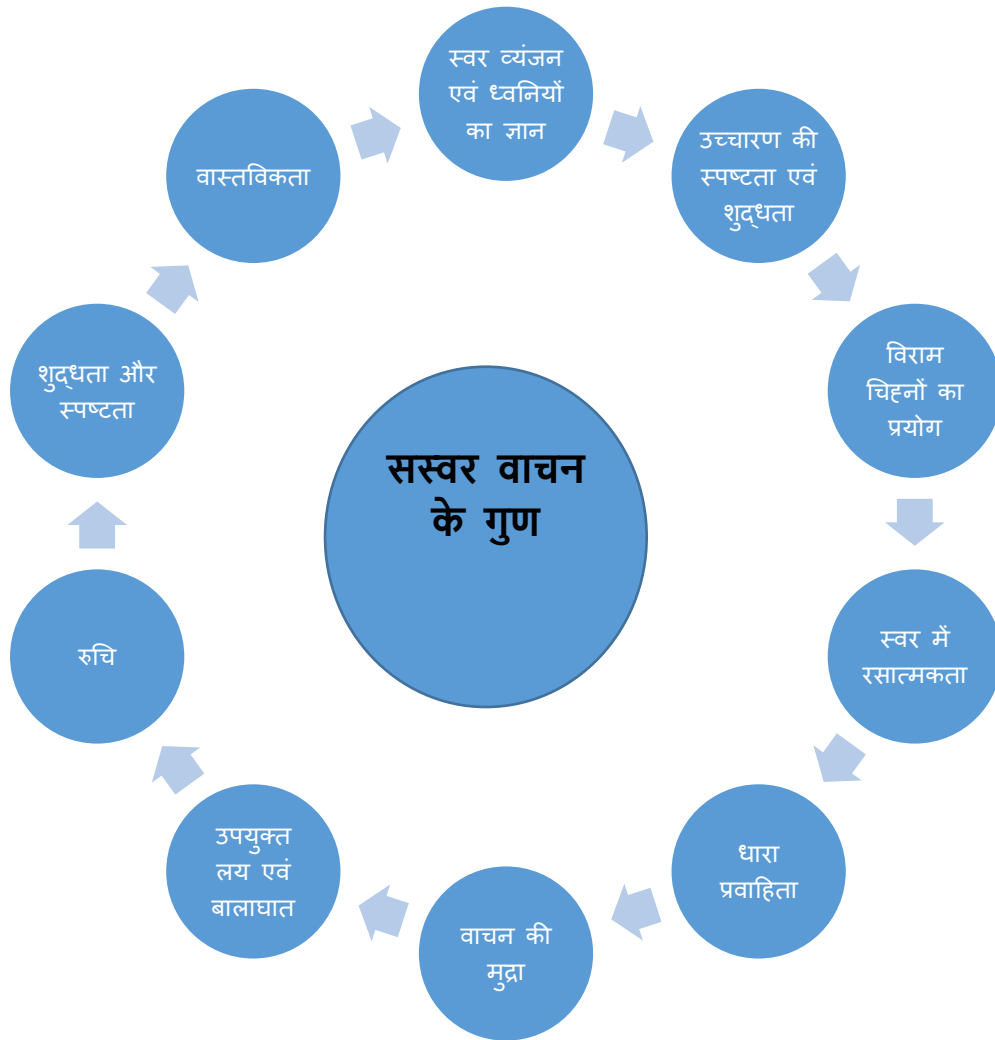 स्वर व्यंजन
एवं ध्वनियों
का ज्ञान
उच्चारण की
स्पष्टता एवं
शुद्धता
विराम
चिह्नों का
प्रयोग
स्वर में
रसात्मकता
धारा
प्रवाहिता
वाचन की
मुद्रा
उपयुक्त
लय एवं
बालाघात
रुचि
शुद्धता और
स्पष्टता
वास्तविकता
सस्वर वाचन
के गुण